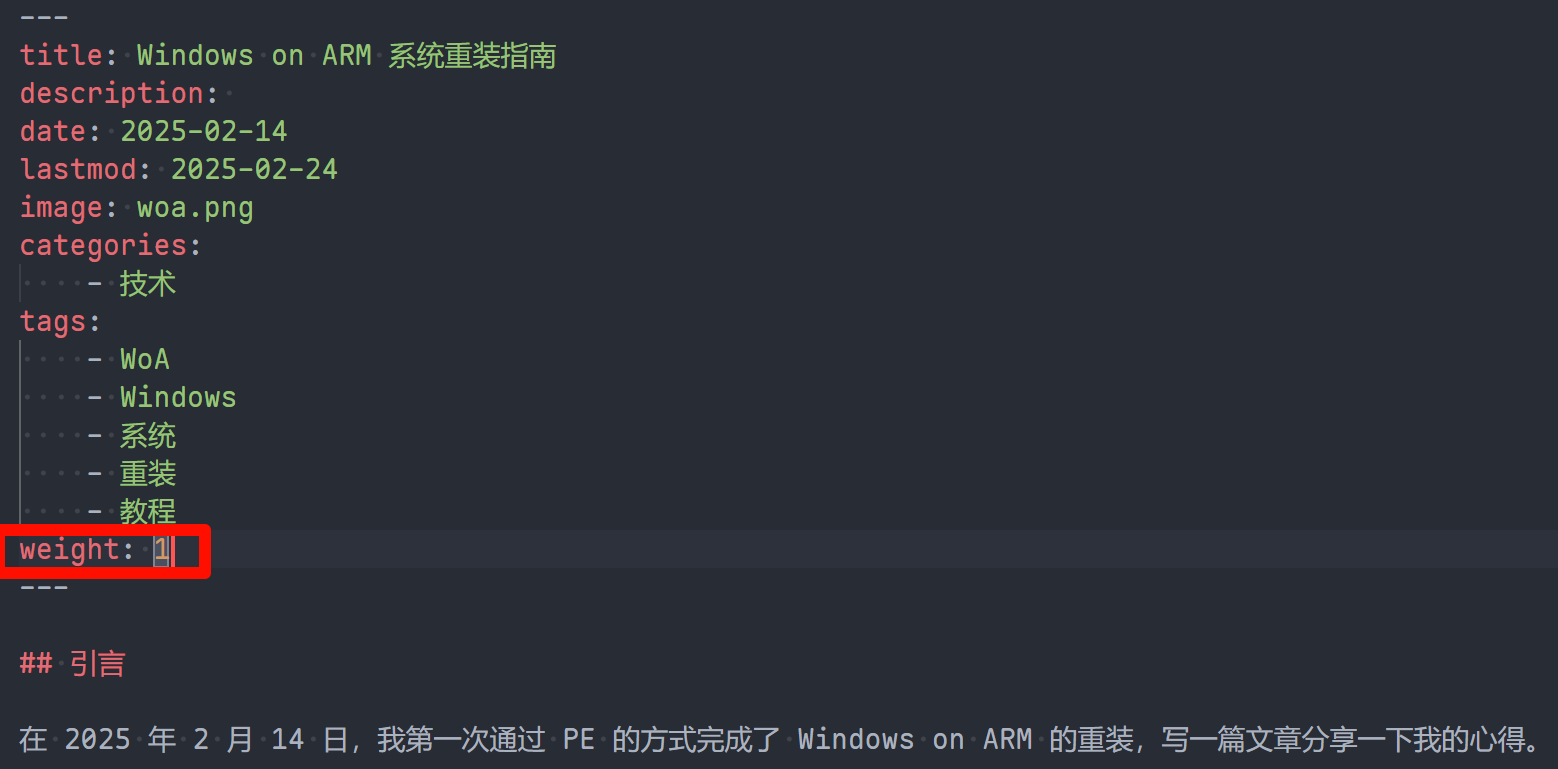 ---
title: Windows on ARM 系统重装指南
description:
date: 2025-02-14
lastmod: 2025-02-24
image: woa.png
categories:
    - 技术
tags:
    - WoA
    - Windows
    - 系统
    - 重装
    - 教程
weight: 1
---
## 引言
在 2025 年 2 月 14 日，我第一次通过 PE 的方式完成了 Windows on ARM 的重装，写一篇文章分享一下我的心得。